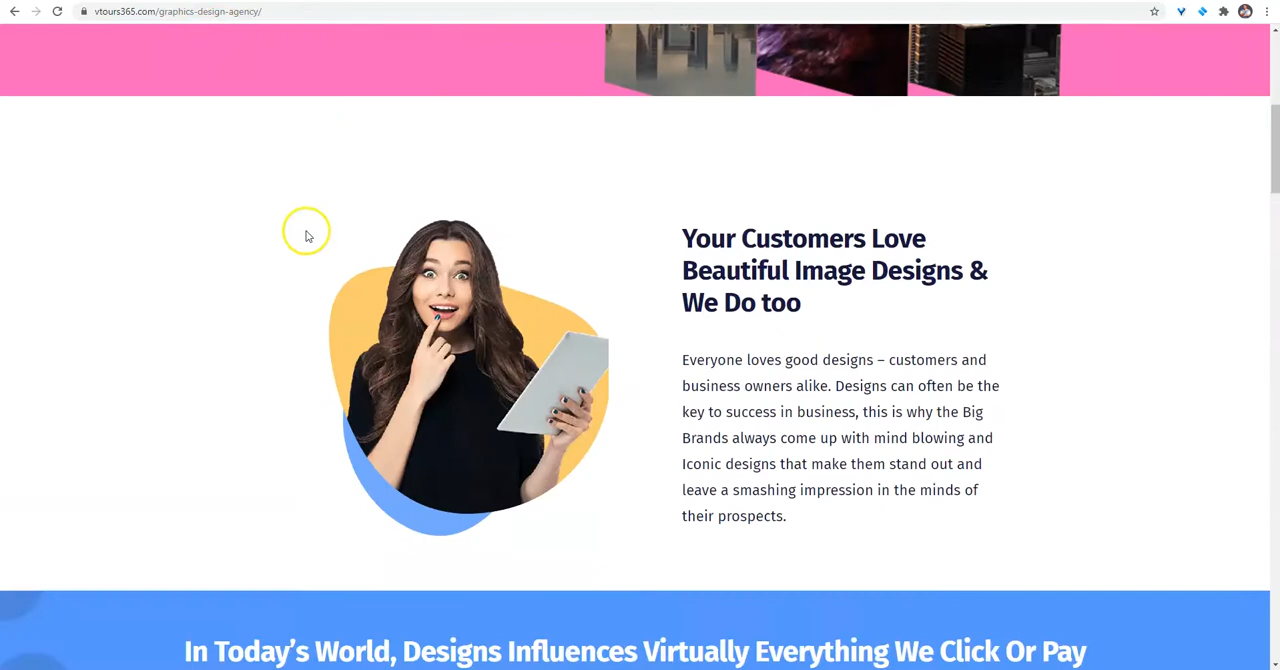 vtours365.com/graphics-design-agency/
Your Customers Love
Beautiful Image Designs &
We Do too
Everyone loves good designs – customers and
business owners alike. Designs can often be the
key to success in business, this is why the Big
Brands always come up with mind blowing and
Iconic designs that make them stand out and
leave a smashing impression in the minds of
their prospects.
In Today's World, Designs Influences Virtually Everything We Click Or Pay